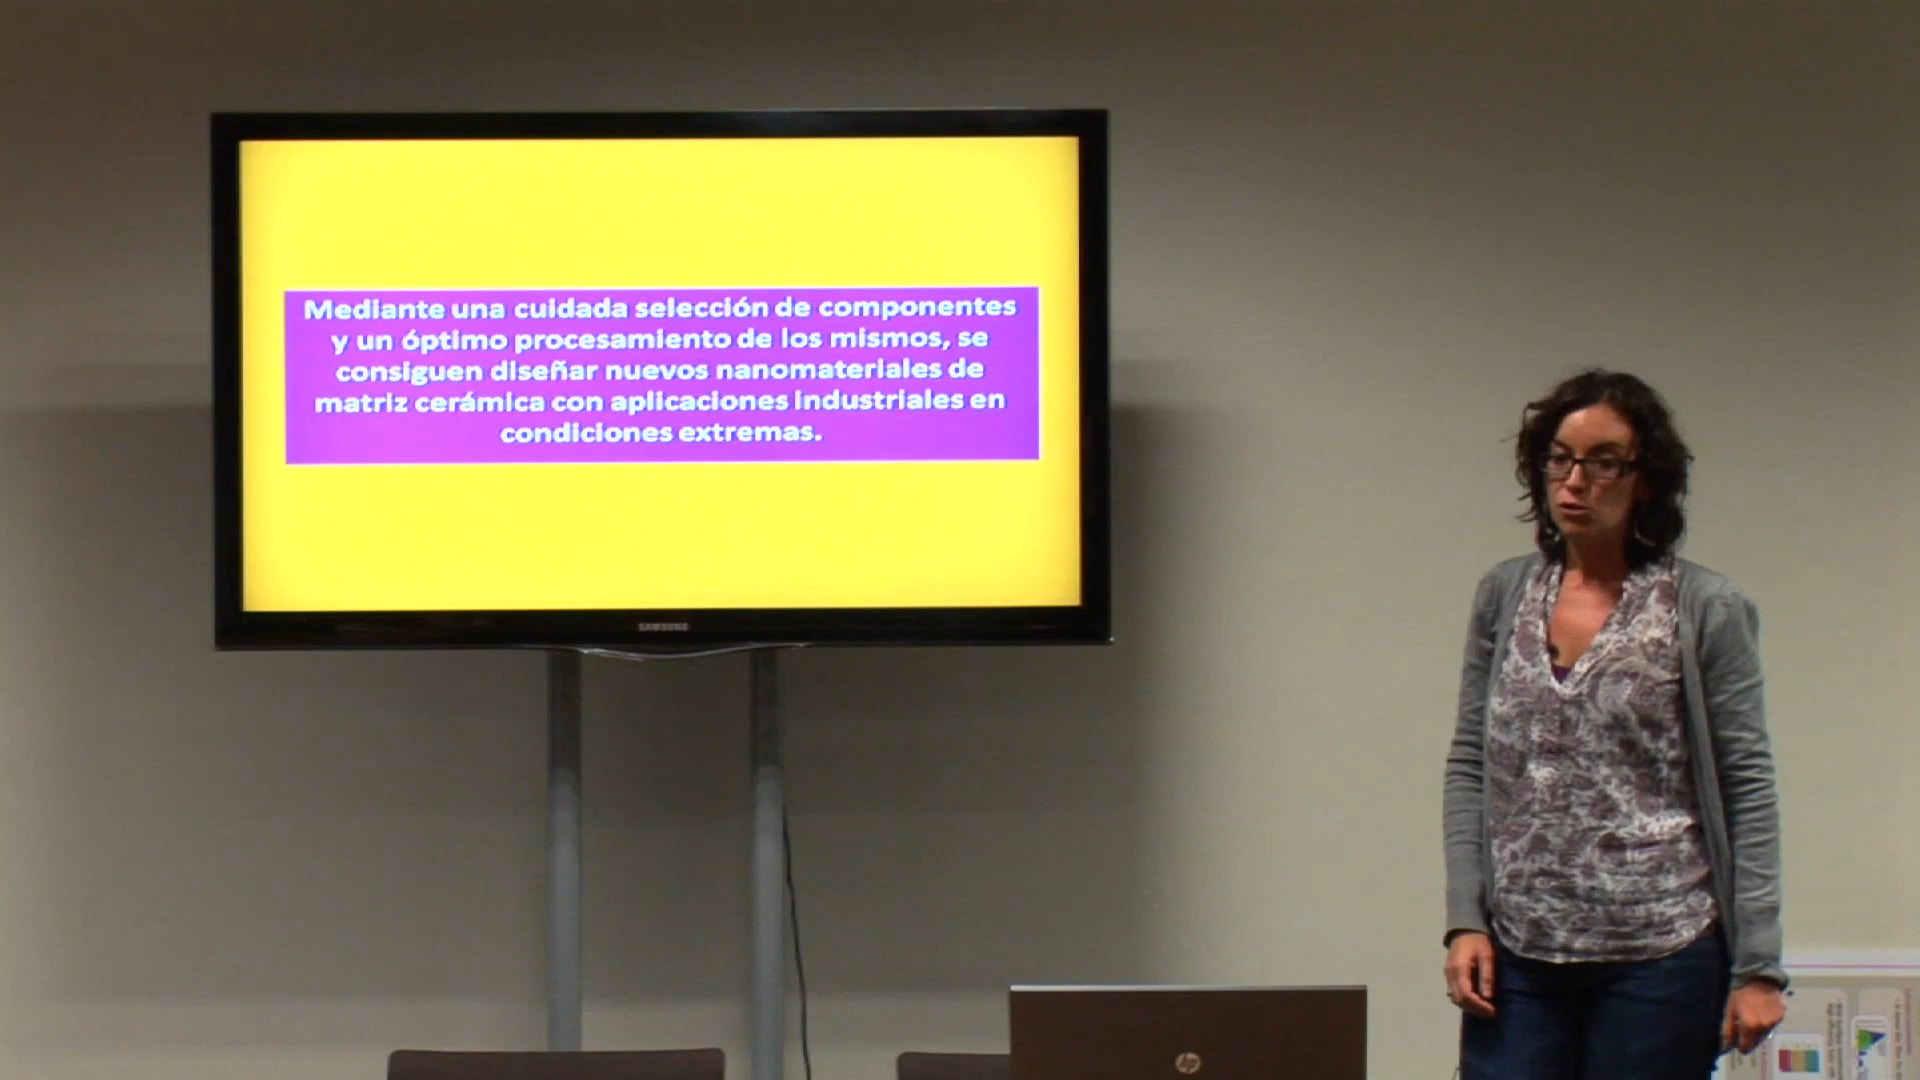 Mediante una cuidada selección de componentes
y un óptimo procesamiento de los mismos, se
consiguen diseñar nuevos nanomateriales de
matriz cerámica con aplicaciones industriales en
condiciones extremas.
SAMSUNG
hp